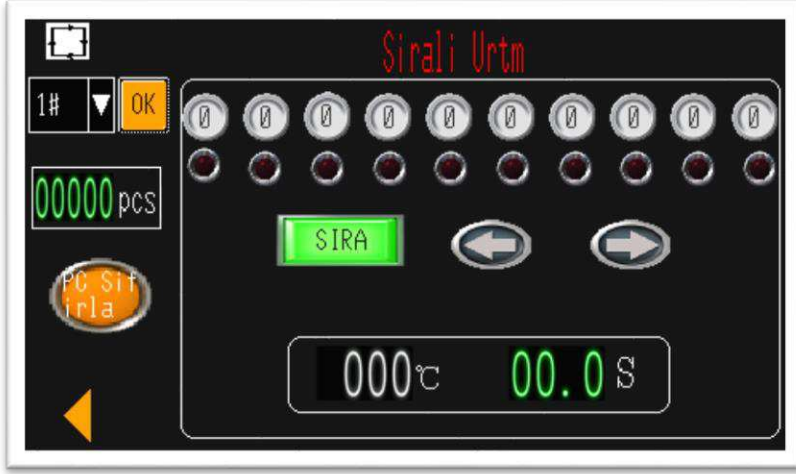 Sirali Urtm
1# OK
0 0 0 0 0 0 0 0 0 0
00000 pcs
SIRA
PC Sif
irla
000℃ 00.0 S